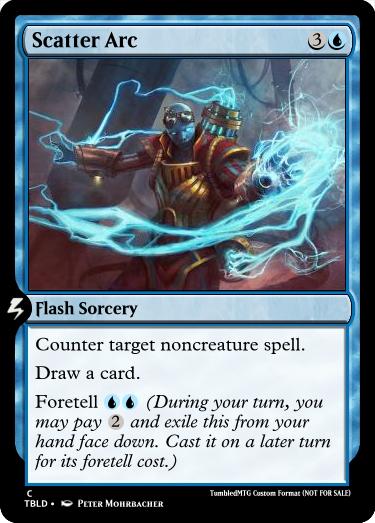 Scatter Arc 3
Flash Sorcery
Counter target noncreature spell.
Draw a card.
Foretell (During your turn, you
may pay 2 and exile this from your
hand face down. Cast it on a later turn
for its foretell cost.)
C
TBLD • Peter Mohrbacher
TumbledMTG Custom Format (NOT FOR SALE)